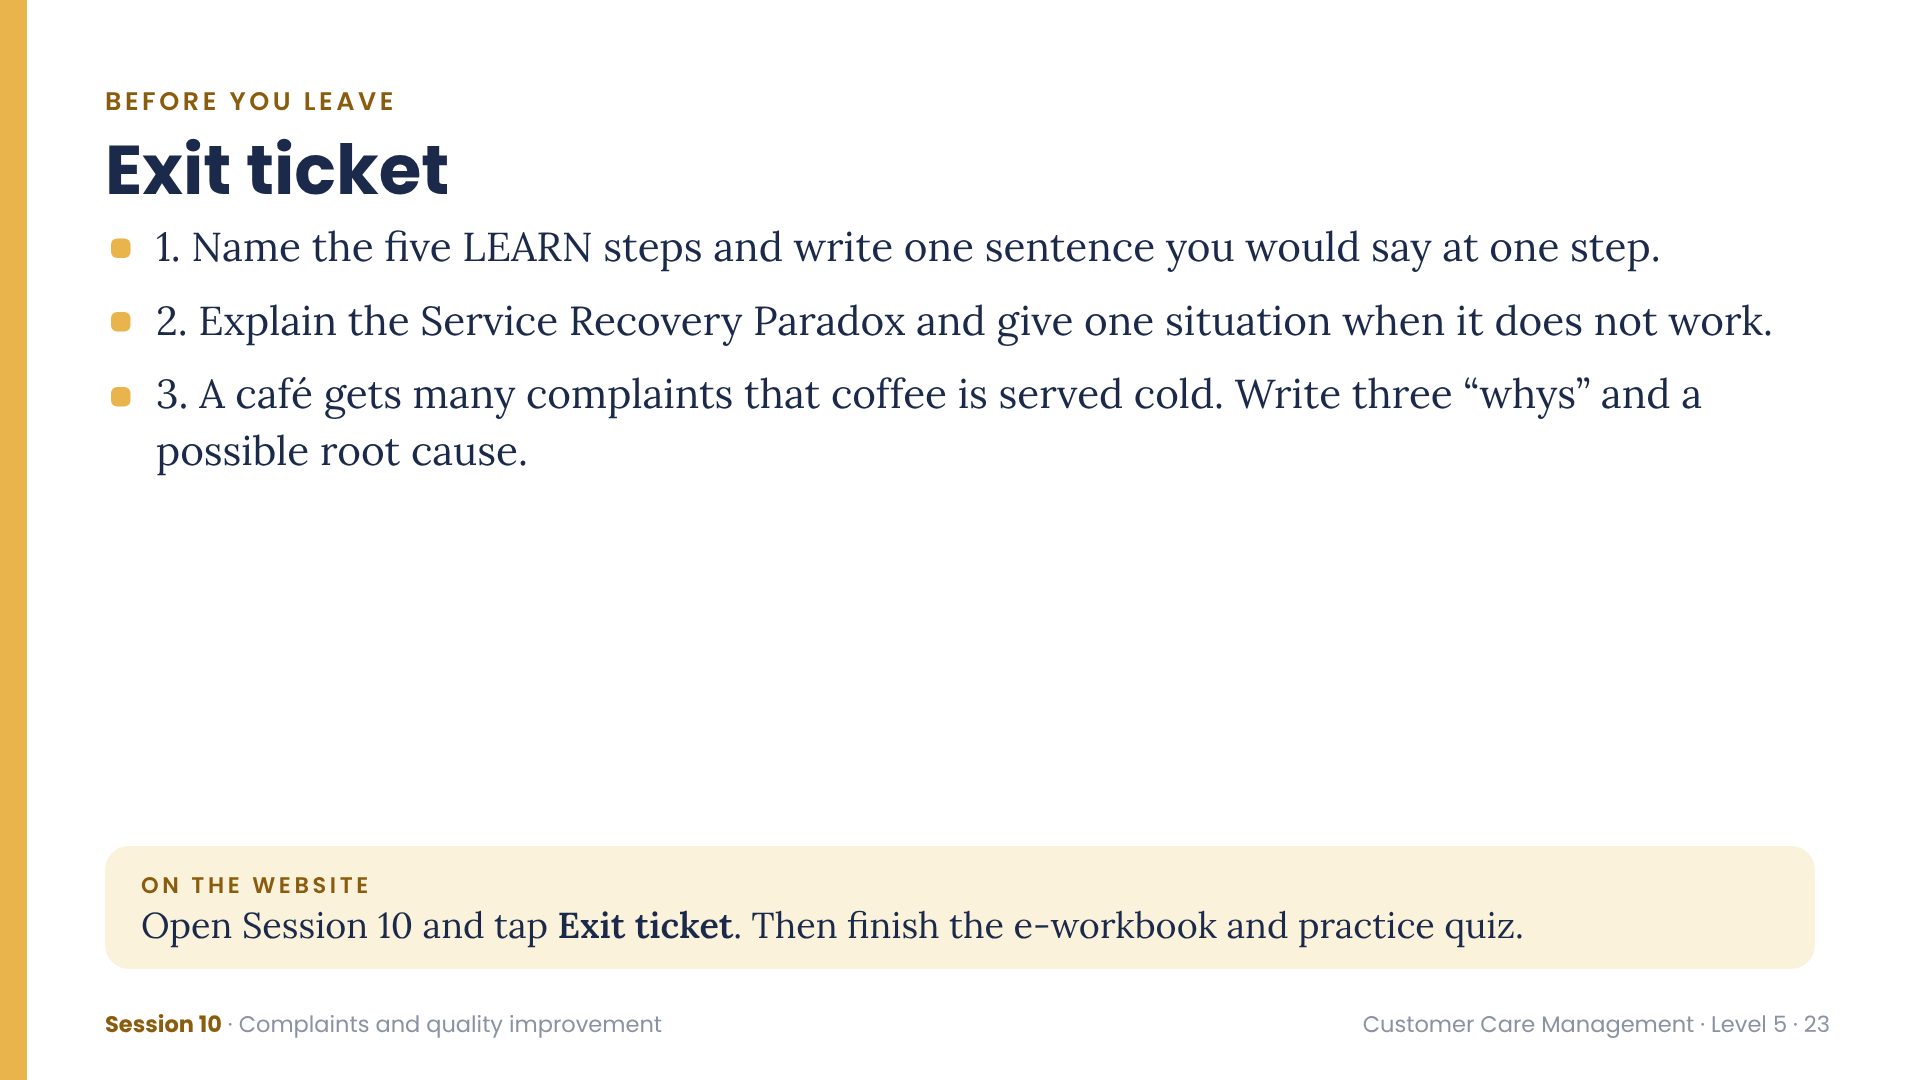 BEFORE YOU LEAVE
Exit ticket
1. Name the five LEARN steps and write one sentence you would say at one step.
2. Explain the Service Recovery Paradox and give one situation when it does not work.
3. A café gets many complaints that coffee is served cold. Write three “whys” and a
possible root cause.
ON THE WEBSITE
Open Session 10 and tap Exit ticket. Then finish the e-workbook and practice quiz.
Session 10 · Complaints and quality improvement
Customer Care Management · Level 5 · 23